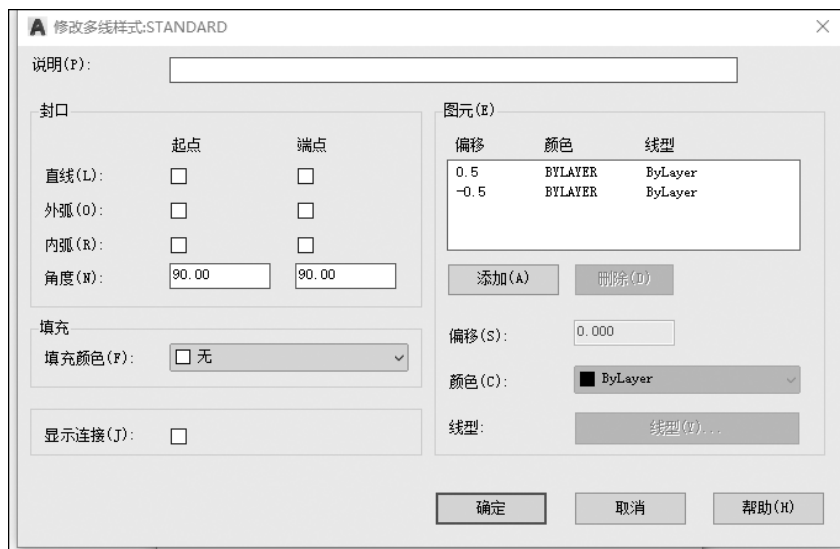 修改多线样式:STANDARD
说明(P):
封口
起点 端点
直线(L):
外弧(O):
内弧(R):
角度(N): 90.00 90.00
填充
填充颜色(F): 无
显示连接(J):
图元(E)
偏移 颜色 线型
0.5 BYLAYER ByLayer
-0.5 BYLAYER ByLayer
添加(A) 删除(D)
偏移(S): 0.000
颜色(C): ByLayer
线型: 线型(Y)...
确定 取消 帮助(H)